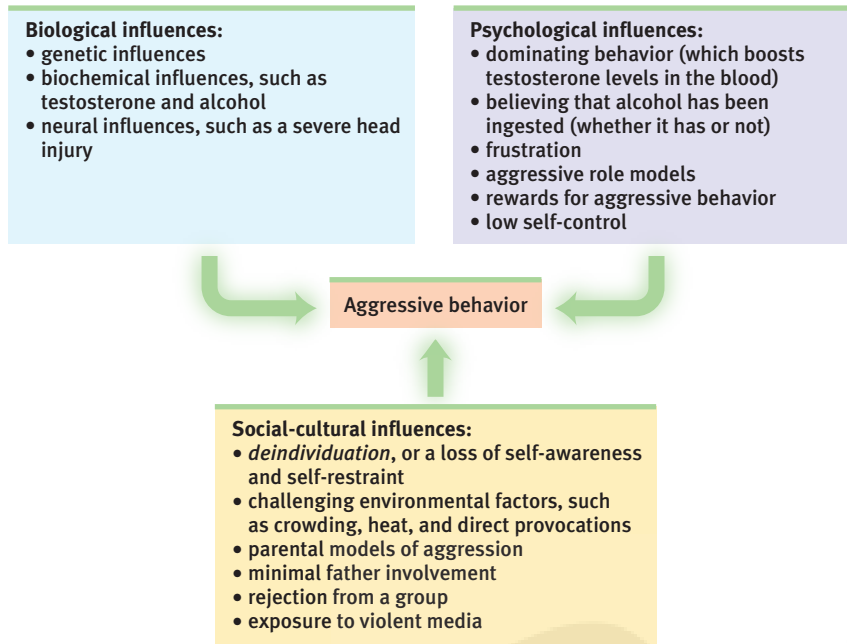 Biological influences:
• genetic influences
• biochemical influences, such as
testosterone and alcohol
• neural influences, such as a severe head
injury
Psychological influences:
• dominating behavior (which boosts
testosterone levels in the blood)
• believing that alcohol has been
ingested (whether it has or not)
• frustration
• aggressive role models
• rewards for aggressive behavior
• low self-control
Aggressive behavior
Social-cultural influences:
• deindividuation, or a loss of self-awareness
and self-restraint
• challenging environmental factors, such
as crowding, heat, and direct provocations
• parental models of aggression
• minimal father involvement
• rejection from a group
• exposure to violent media